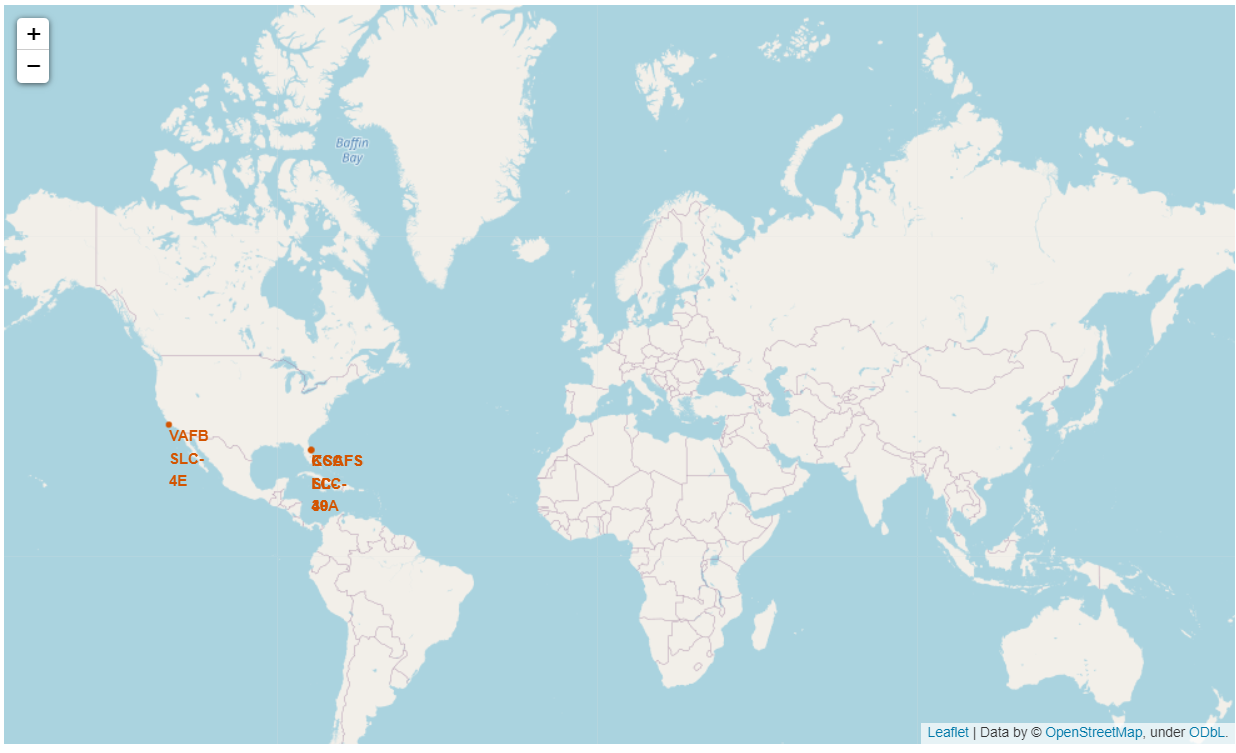 +
−
Baffin
Bay
VAFB
SLC-
4E
Leaflet | Data by © OpenStreetMap, under ODbL.